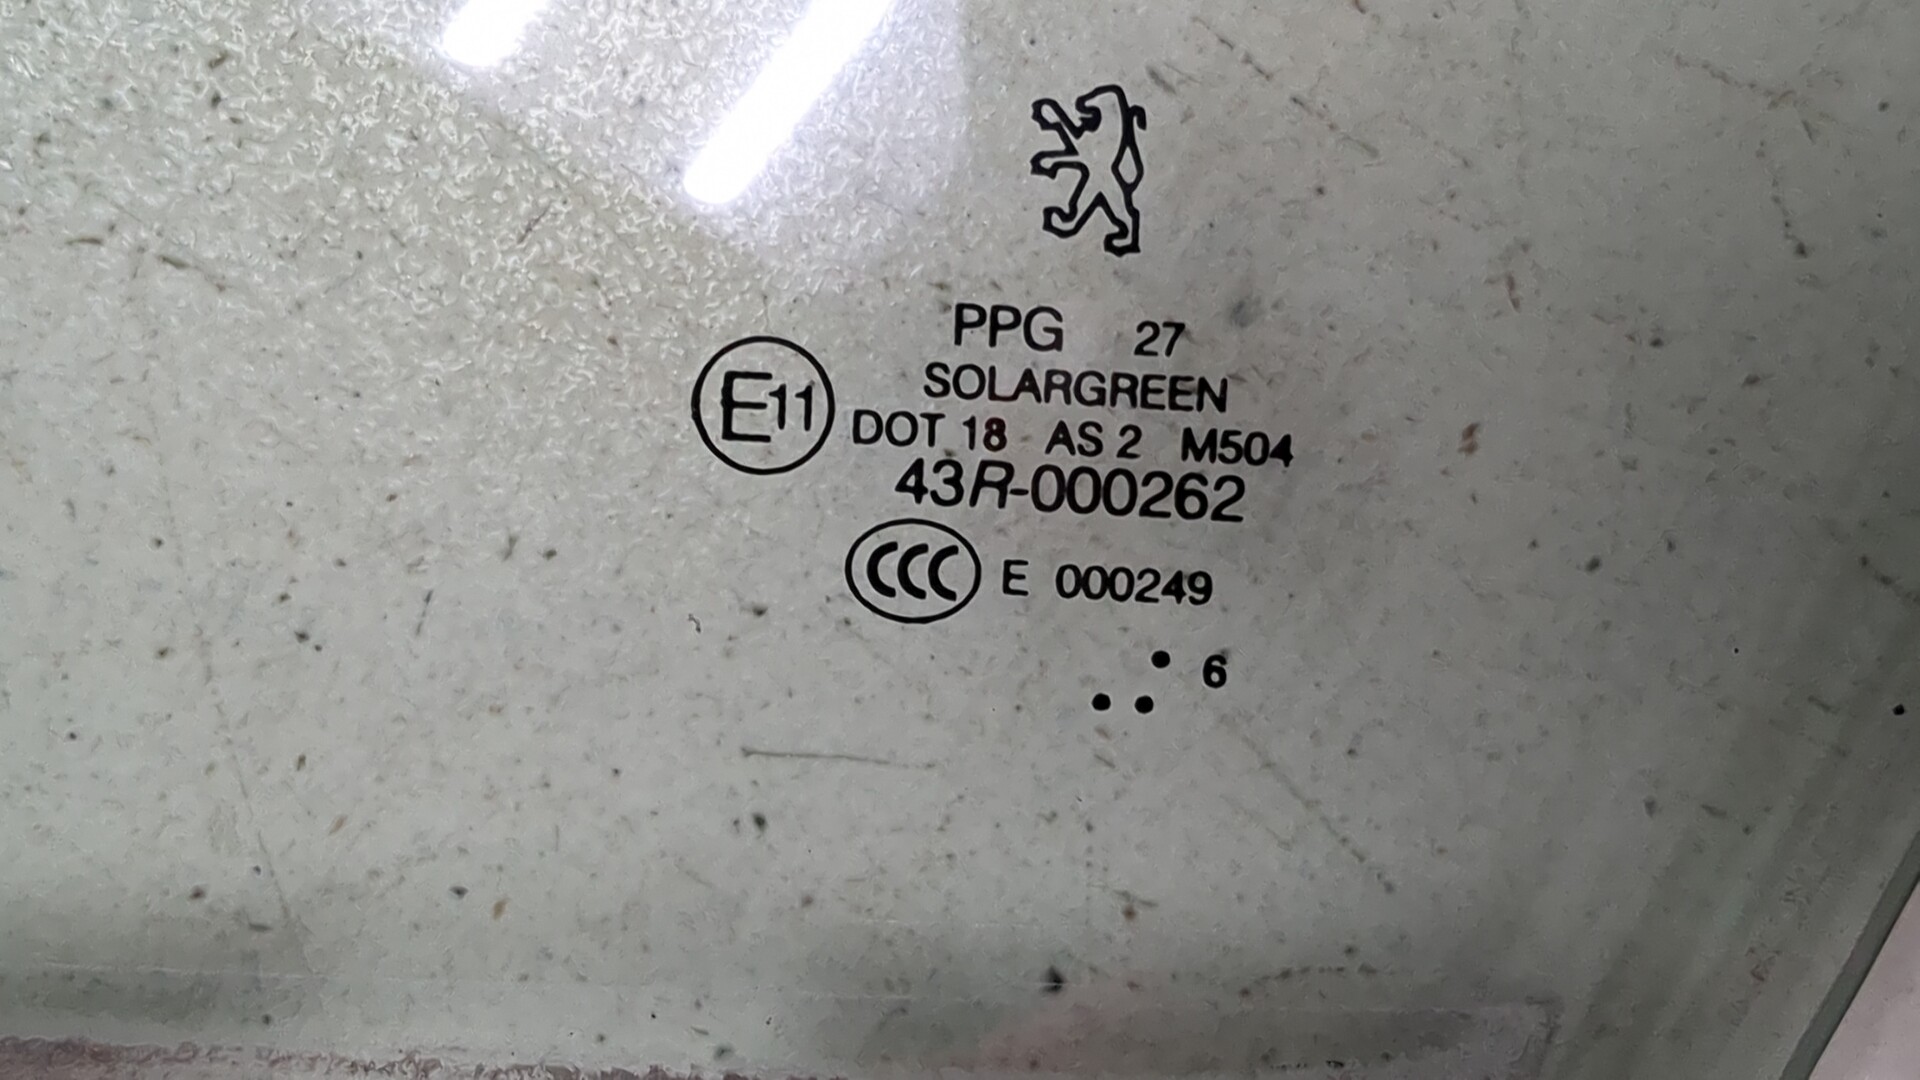 PPG 27
SOLARGREEN
E11 DOT 18 AS 2 M504
43R-000262
CCC E 000249
6